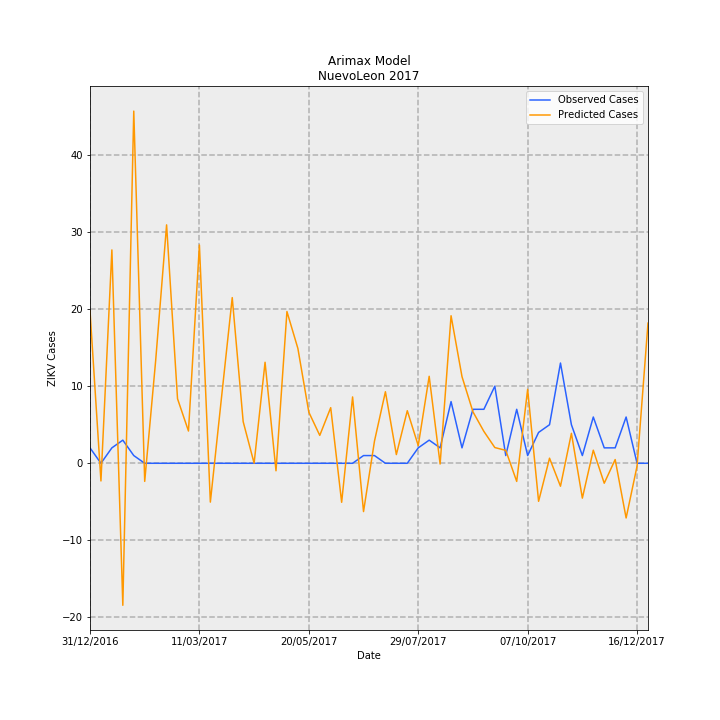 Arimax Model
NuevoLeon 2017
Observed Cases
Predicted Cases
ZIKV Cases
40
30
20
10
0
−10
−20
31/12/2016
11/03/2017
20/05/2017
29/07/2017
07/10/2017
16/12/2017
Date